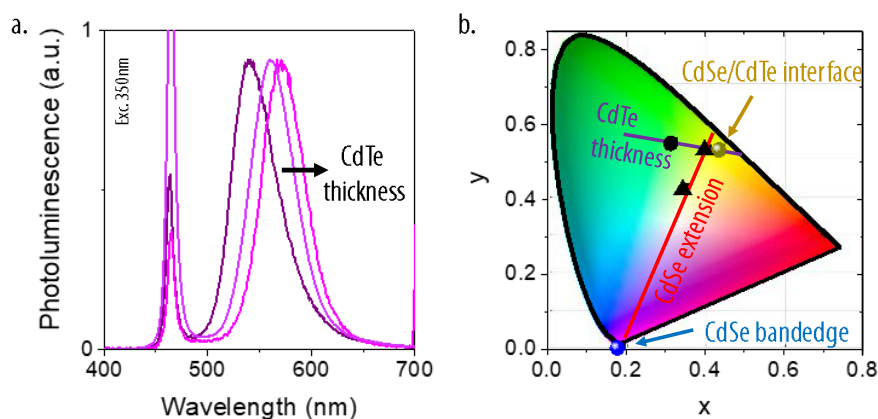 a.
Photoluminescence (a.u.)
1
0
Exc. 350nm
CdTe
thickness
400
500
600
700
Wavelength (nm)
b.
y
0.8
0.6
0.4
0.2
0.0
CdSe/CdTe interface
CdTe
thickness
CdSe extension
CdSe bandedge
0.0
0.2
0.4
0.6
0.8
x